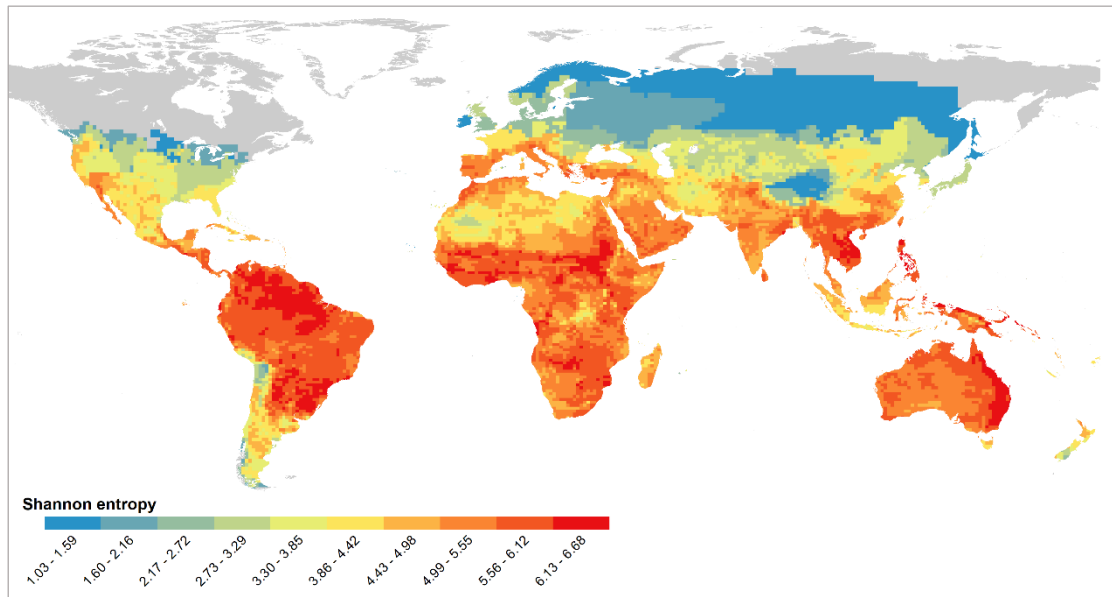 Shannon entropy
1.03 - 1.59
1.60 - 2.16
2.17 - 2.72
2.73 - 3.29
3.30 - 3.85
3.86 - 4.42
4.43 - 4.98
4.99 - 5.55
5.56 - 6.12
6.13 - 6.68